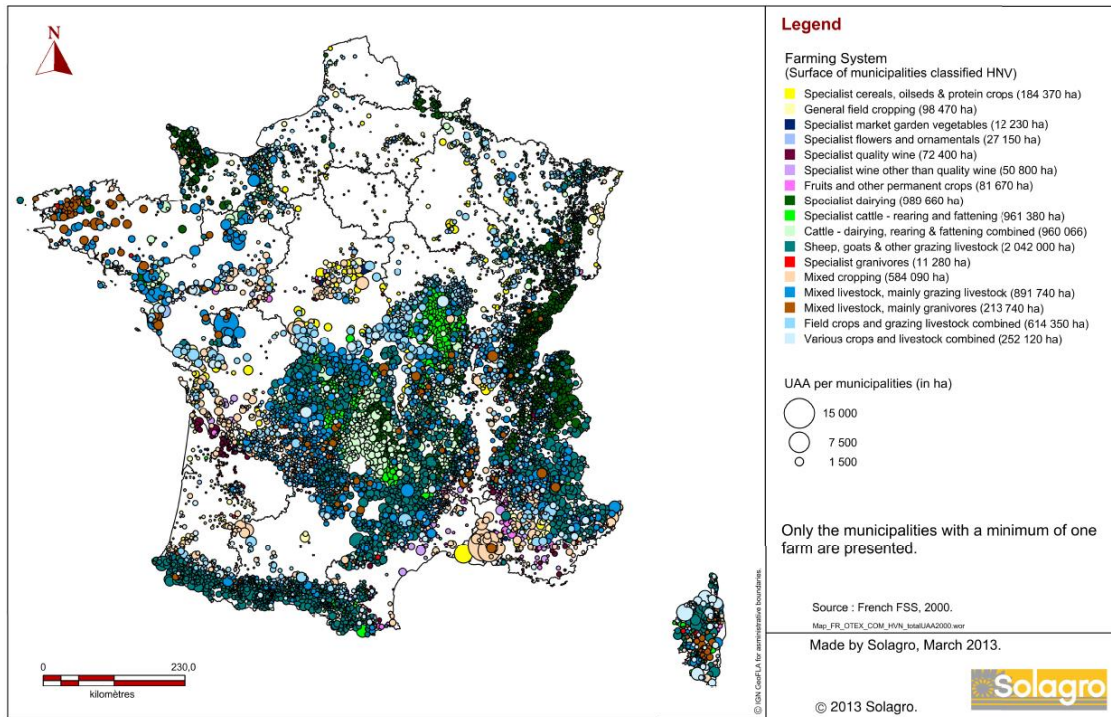 N
Legend
Farming System
(Surface of municipalities classified HNV)
Specialist cereals, oilseeds & protein crops (184 370 ha)
General field cropping (98 470 ha)
Specialist market garden vegetables (12 230 ha)
Specialist flowers and ornamentals (27 150 ha)
Specialist quality wine (72 400 ha)
Specialist wine other than quality wine (50 800 ha)
Fruits and other permanent crops (81 670 ha)
Specialist dairying (989 660 ha)
Specialist cattle - rearing and fattening (961 380 ha)
Cattle - dairying, rearing & fattening combined (960 066)
Sheep, goats & other grazing livestock (2 042 000 ha)
Specialist granivores (11 280 ha)
Mixed cropping (584 090 ha)
Mixed livestock, mainly grazing livestock (891 740 ha)
Mixed livestock, mainly granivores (213 740 ha)
Field crops and grazing livestock combined (614 350 ha)
Various crops and livestock combined (252 120 ha)
UAA per municipalities (in ha)
15 000
7 500
1 500
Only the municipalities with a minimum of one
farm are presented.
Source : French FSS, 2000.
Map_FR_OTEX_COM_HVN_totalUAA2000.wor
Made by Solagro, March 2013.
© 2013 Solagro.
Solagro
0 230,0
kilomètres
© IGN GeoFLA for asministrative boundaries.